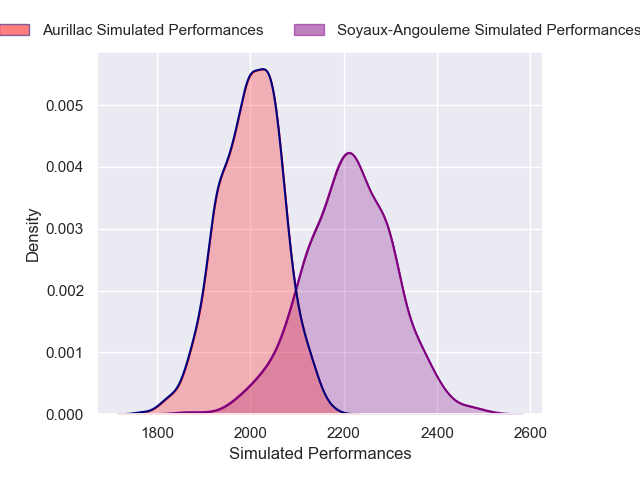 Aurillac Simulated Performances Soyaux-Angouleme Simulated Performances
0.005
0.004
0.003
0.002
0.001
0.000
Density
1800 2000 2200 2400 2600
Simulated Performances